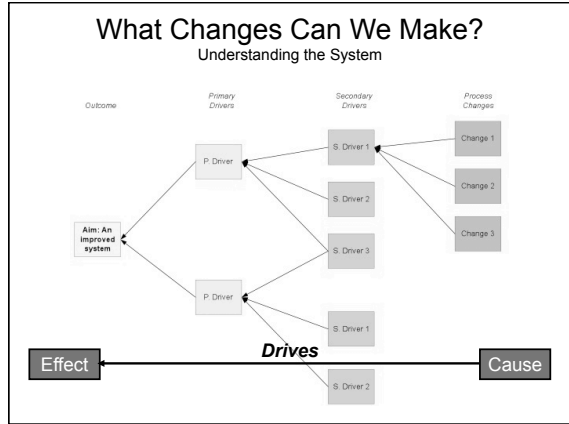 What Changes Can We Make?
Understanding the System
Outcome
Primary
Drivers
Secondary
Drivers
Process
Changes
P. Driver
S. Driver 1
Change 1
S. Driver 2
Change 2
Aim: An
improved
system
S. Driver 3
Change 3
P. Driver
S. Driver 1
Effect
Drives
Cause
S. Driver 2